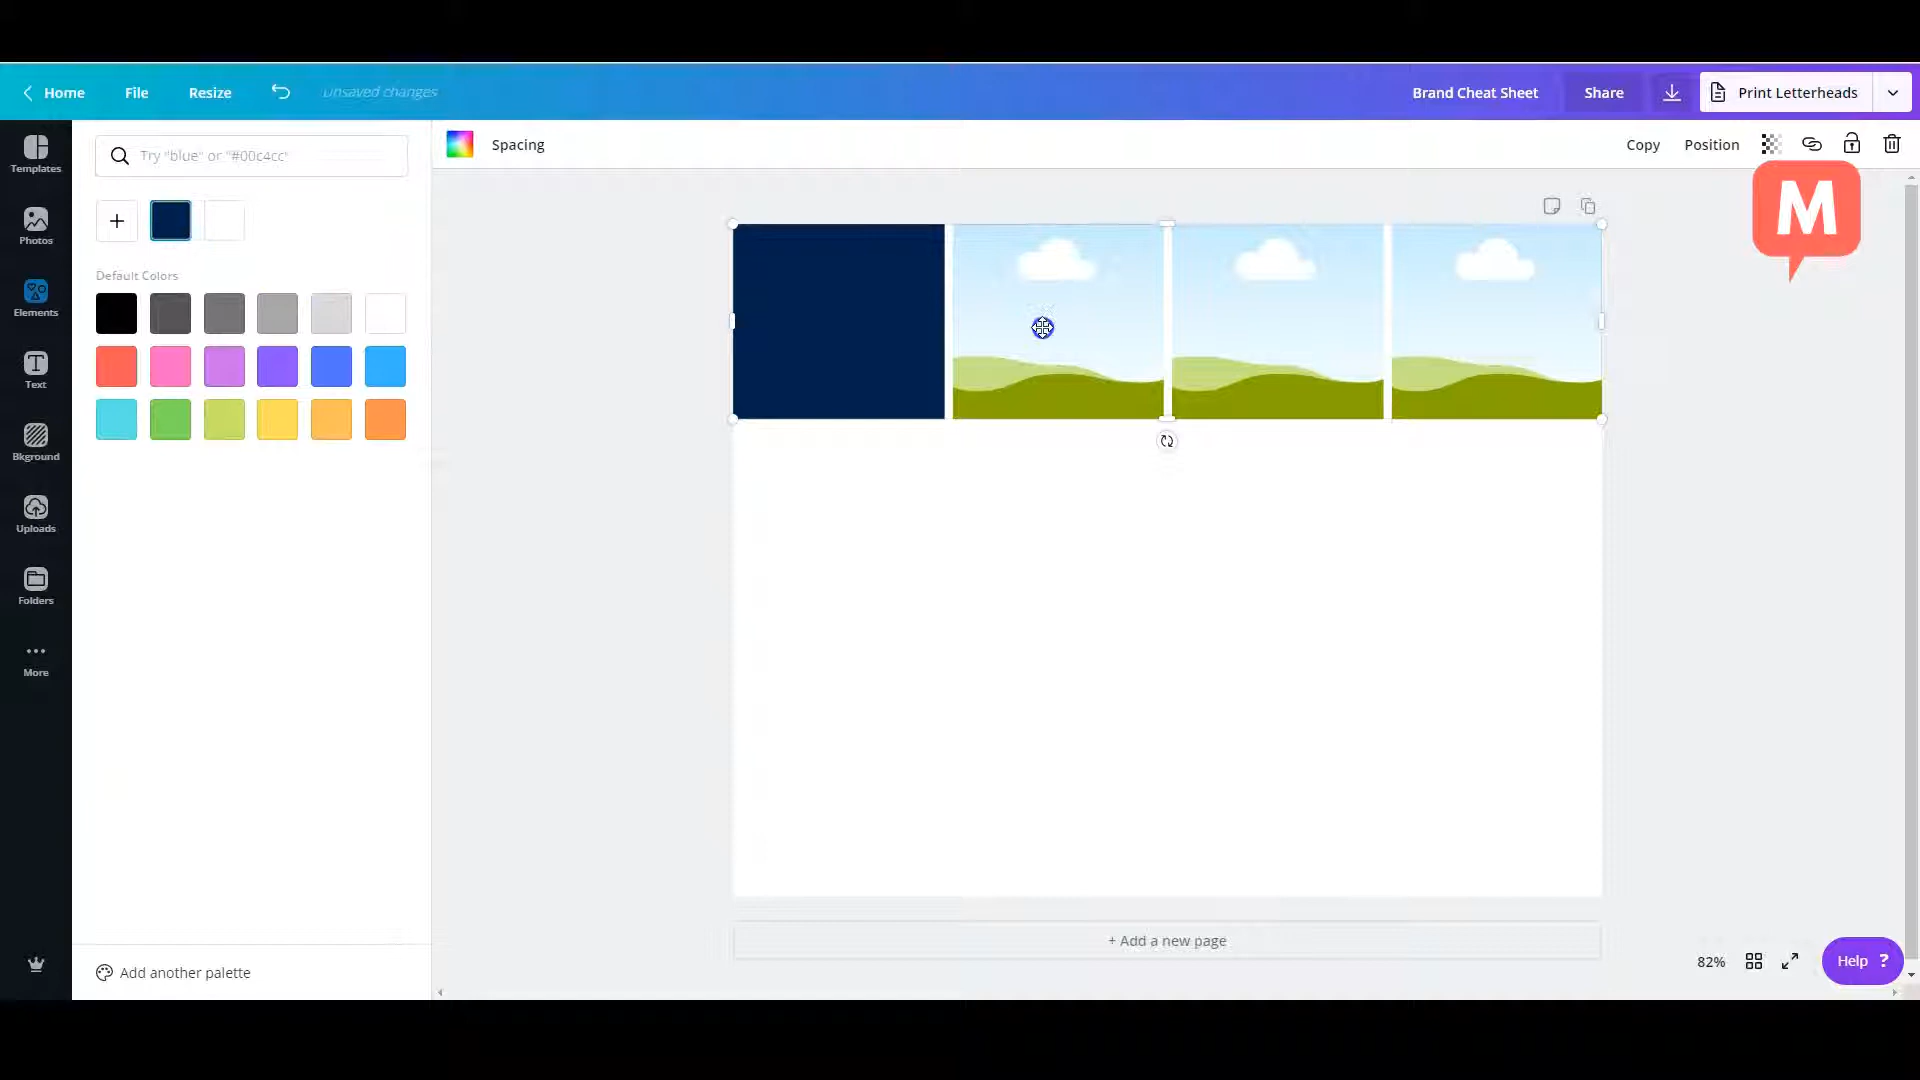 Home File Resize unsaved changes Brand Cheat Sheet Share Print Letterheads
Try "blue" or "#00c4cc" Spacing Copy Position
M
Templates
Photos
Default Colors
Elements
Text
Bkground
Uploads
Folders
More
+ Add a new page
82% Help ?
Add another palette